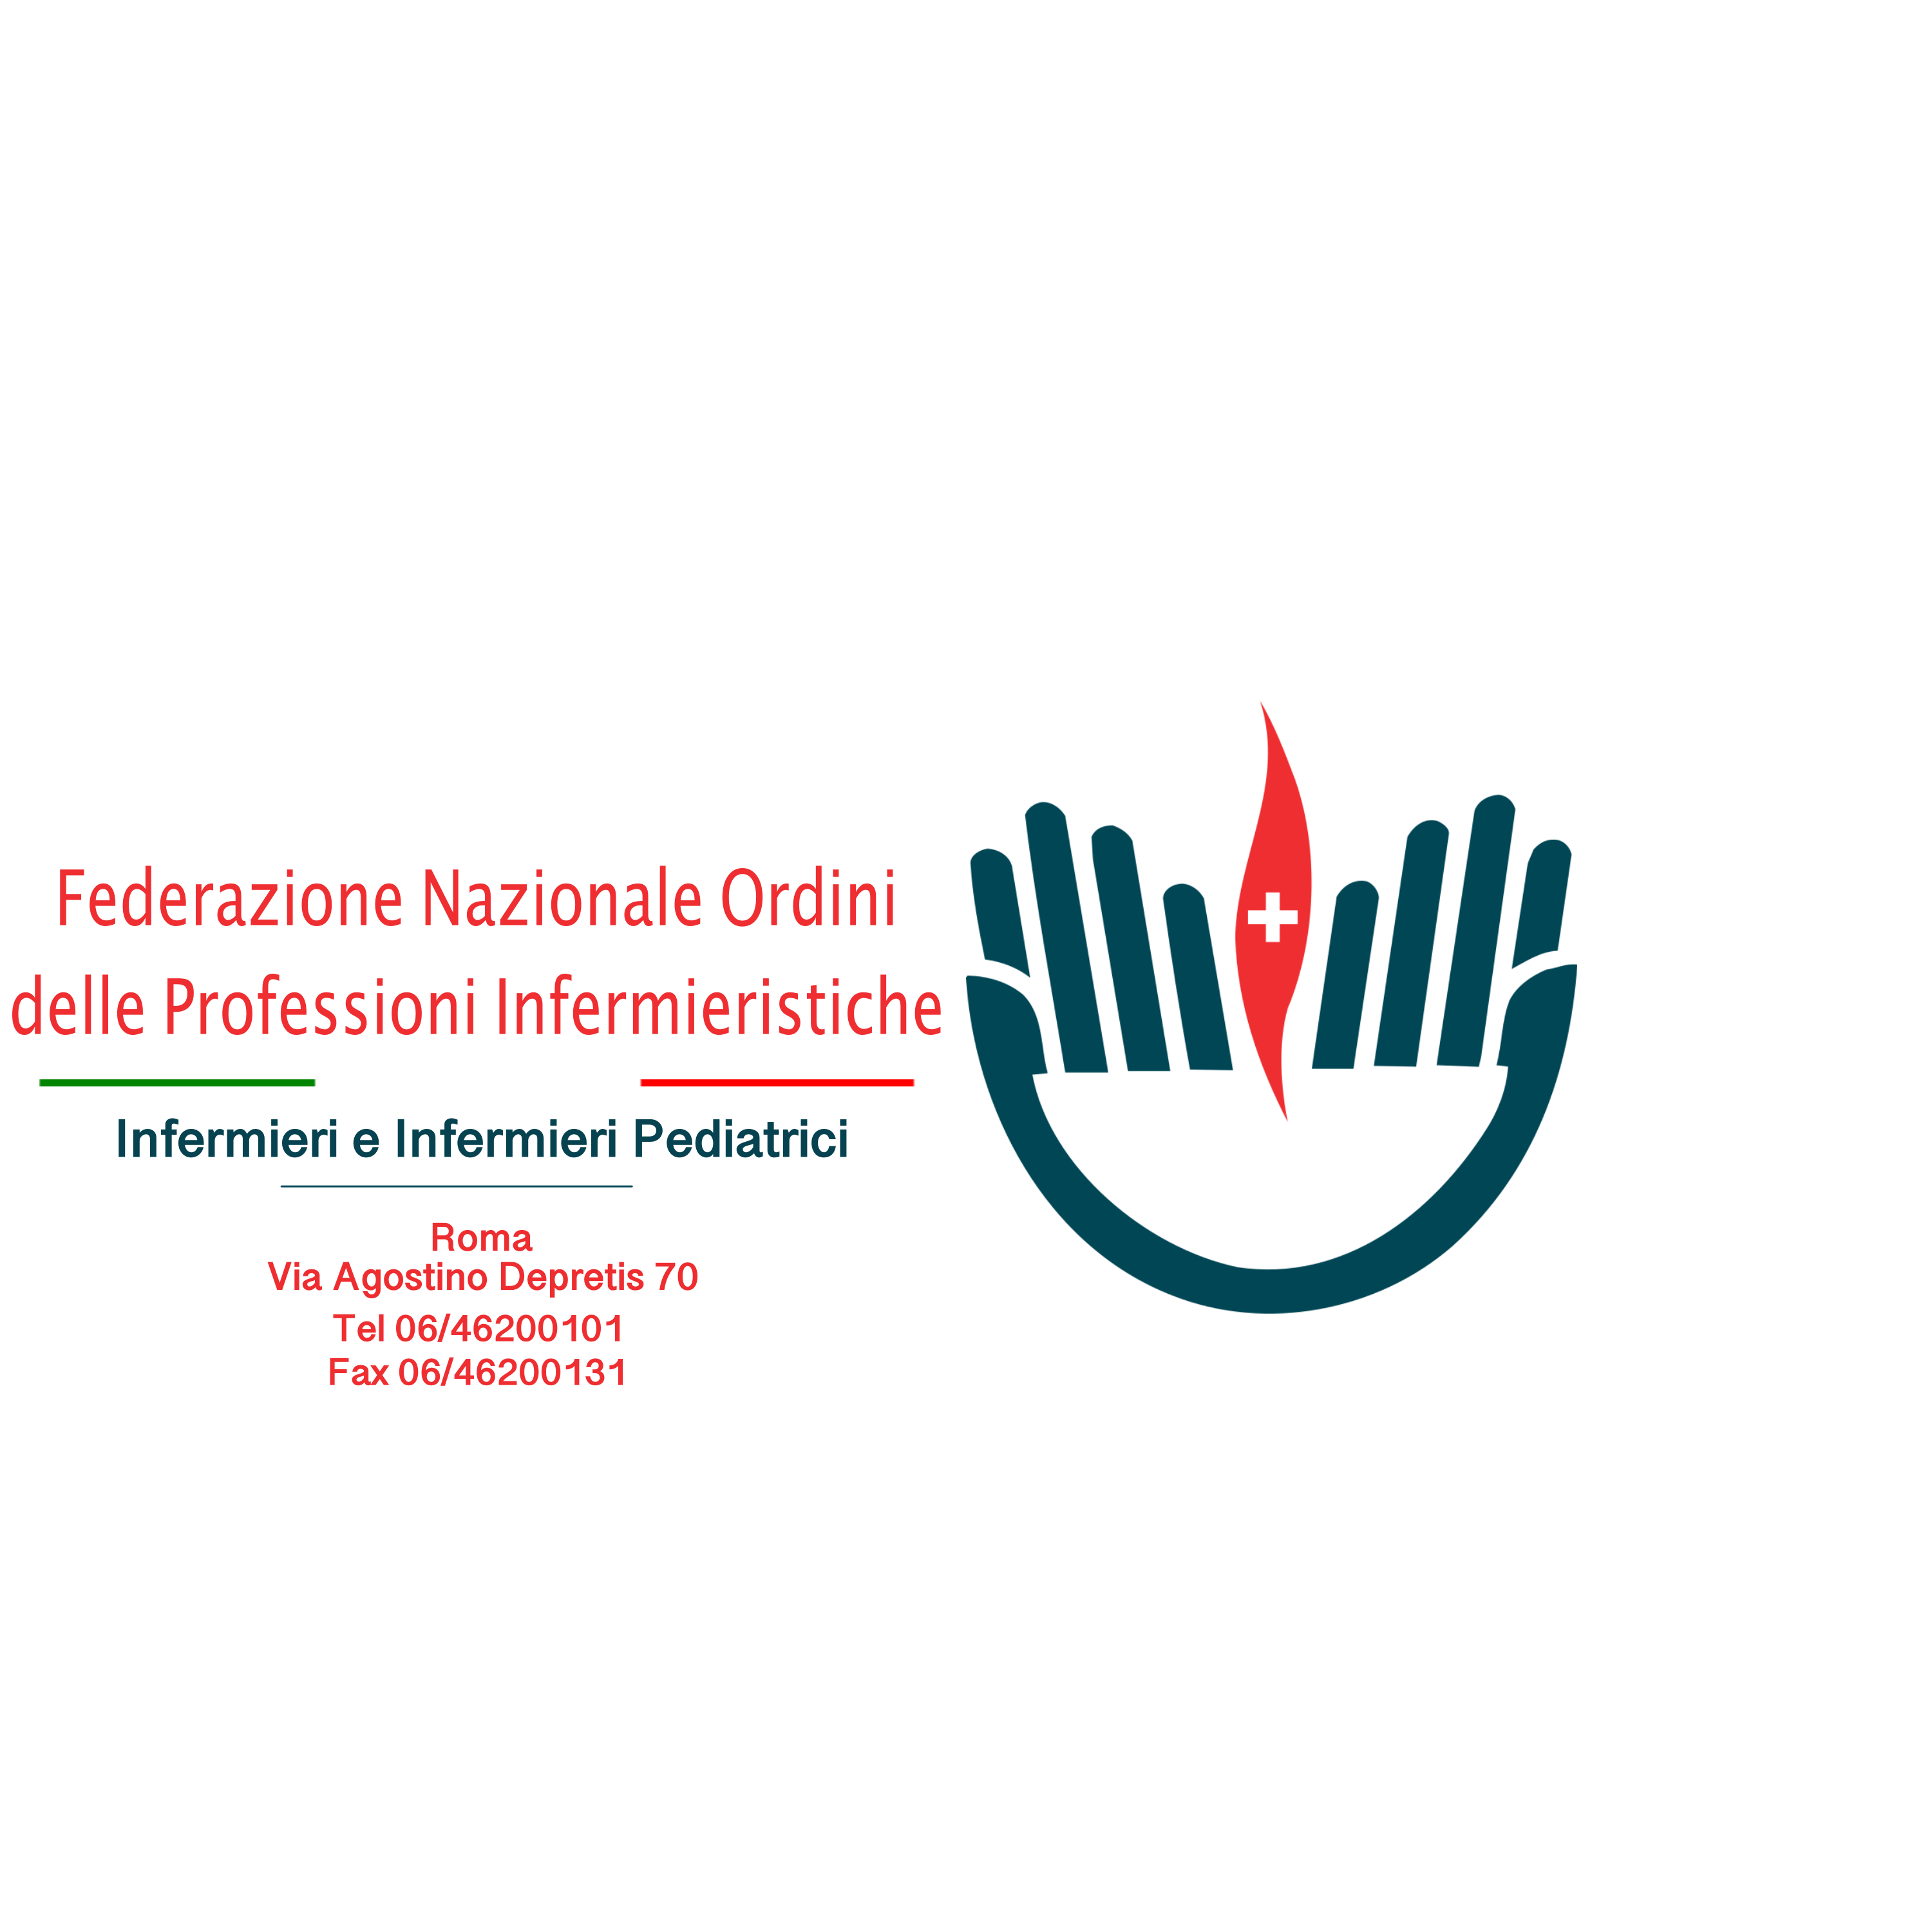 Federazione Nazionale Ordini
delle Professioni Infermieristiche
Infermieri e Infermieri Pediatrici
Roma
Via Agostino Depretis 70
Tel 06/46200101
Fax 06/46200131